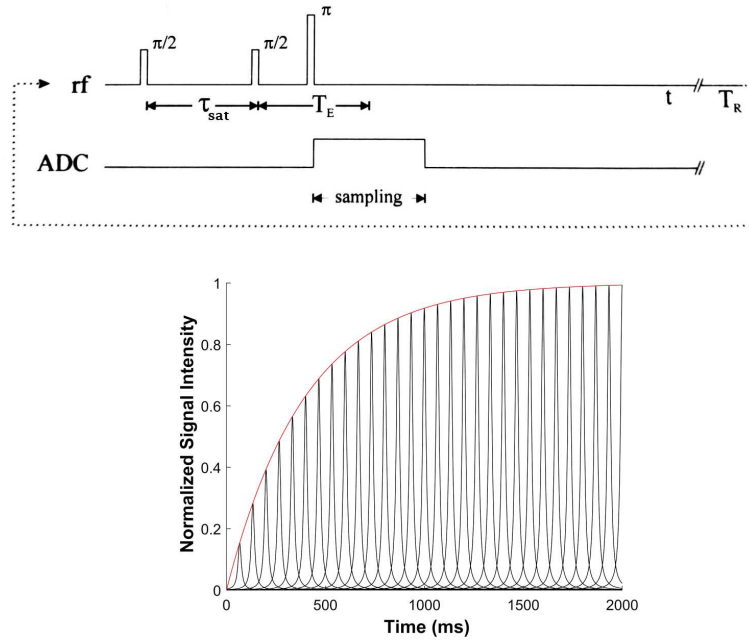 π
π/2
π/2
rf
τsat
TE
t
TR
ADC
sampling
1
0.8
0.6
0.4
0.2
0
Normalized Signal Intensity
0 500 1000 1500 2000
Time (ms)